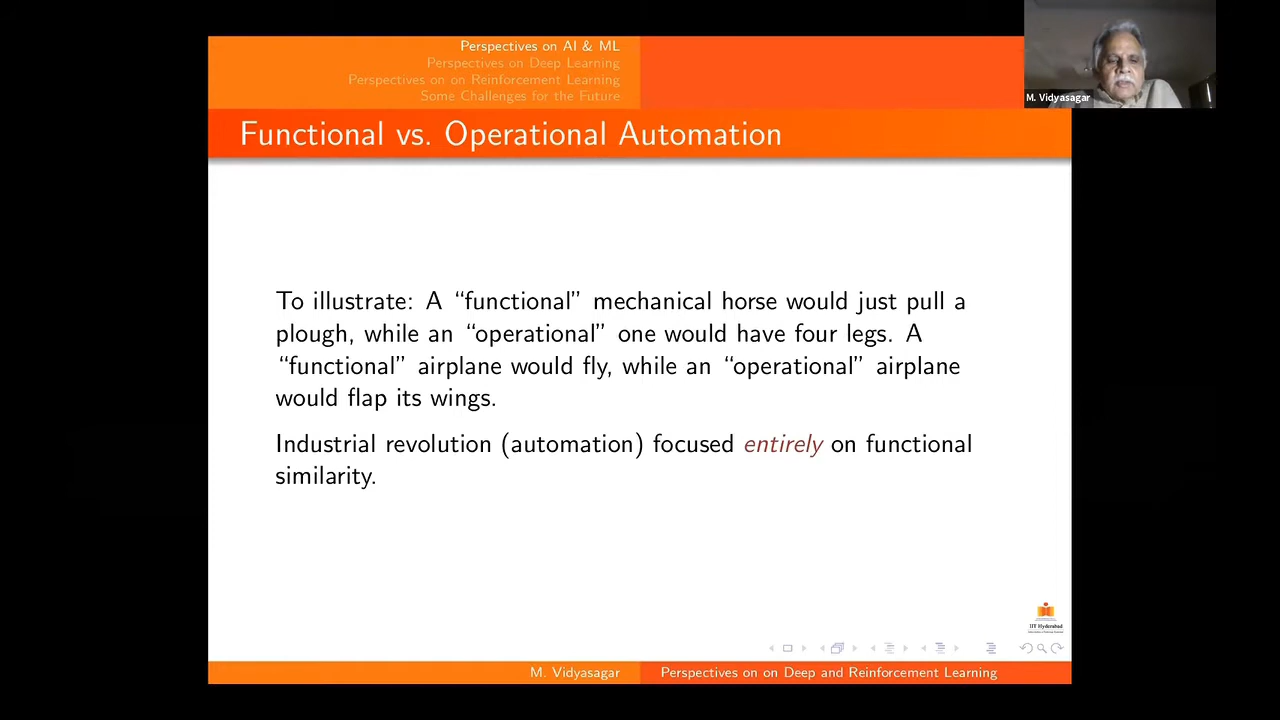 Perspectives on AI & ML
Perspectives on Deep Learning
Perspectives on on Reinforcement Learning
Some Challenges for the Future
M. Vidyasagar
Functional vs. Operational Automation
To illustrate: A “functional” mechanical horse would just pull a
plough, while an “operational” one would have four legs. A
“functional” airplane would fly, while an “operational” airplane
would flap its wings.
Industrial revolution (automation) focused entirely on functional
similarity.
IIT Hyderabad
M. Vidyasagar
Perspectives on on Deep and Reinforcement Learning